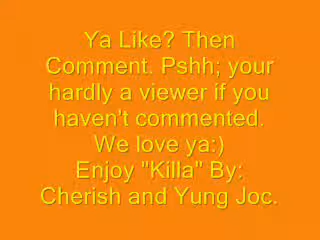 Ya Like? Then
Comment. Pshh; your
hardly a viewer if you
haven't commented.
We love ya:)
Enjoy "Killa" By:
Cherish and Yung Joc.